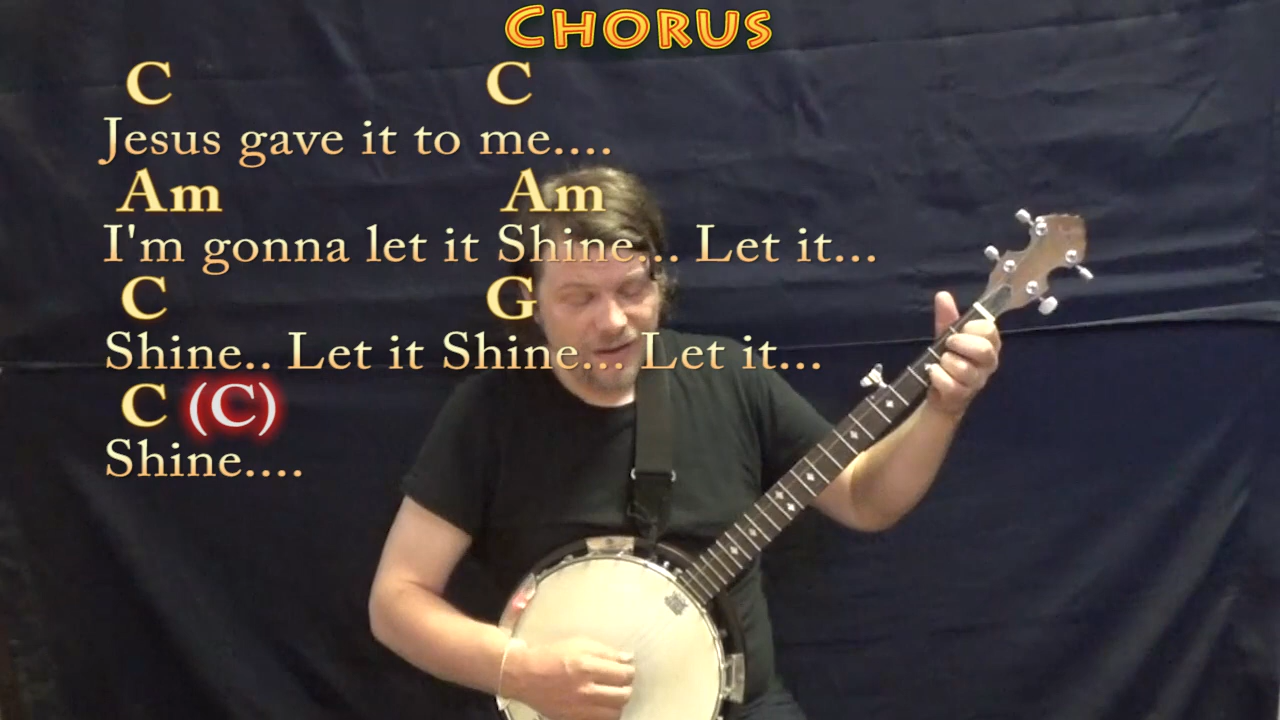 CHORUS
C C
Jesus gave it to me....
Am Am
I'm gonna let it Shine... Let it...
C G
Shine.. Let it Shine... Let it...
C (C)
Shine....